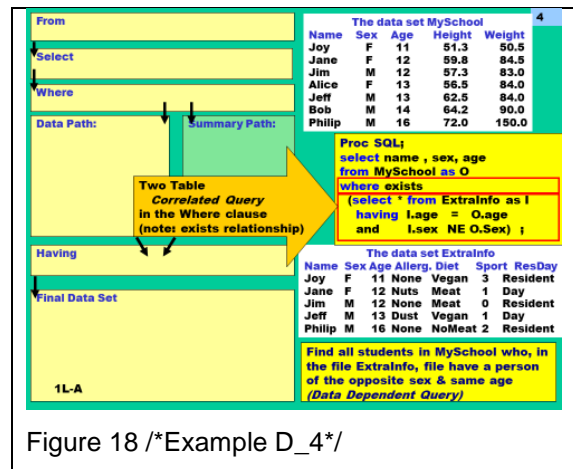 From
Select
Where
Data Path:
Summary Path:
Two Table
Correlated Query
in the Where clause
(note: exists relationship)
Having
Final Data Set
1L-A
4
The data set MySchool
Name Sex Age Height Weight
Joy F 11 51.3 50.5
Jane F 12 59.8 84.5
Jim M 12 57.3 83.0
Alice F 13 56.5 84.0
Jeff M 13 62.5 84.0
Bob M 14 64.2 90.0
Philip M 16 72.0 150.0
Proc SQL;
select name , sex, age
from MySchool as O
where exists
(select * from ExtraInfo as I
having I.age = O.age
and I.sex NE O.Sex) ;
The data set ExtraInfo
Name Sex Age Allerg. Diet Sport ResDay
Joy F 11 None Vegan 3 Resident
Jane F 12 Nuts Meat 1 Day
Jim M 12 None Meat 0 Resident
Jeff M 13 Dust Vegan 1 Day
Philip M 16 None NoMeat 2 Resident
Find all students in MySchool who, in
the file ExtraInfo, file have a person
of the opposite sex & same age
(Data Dependent Query)
Figure 18 /*Example D_4*/